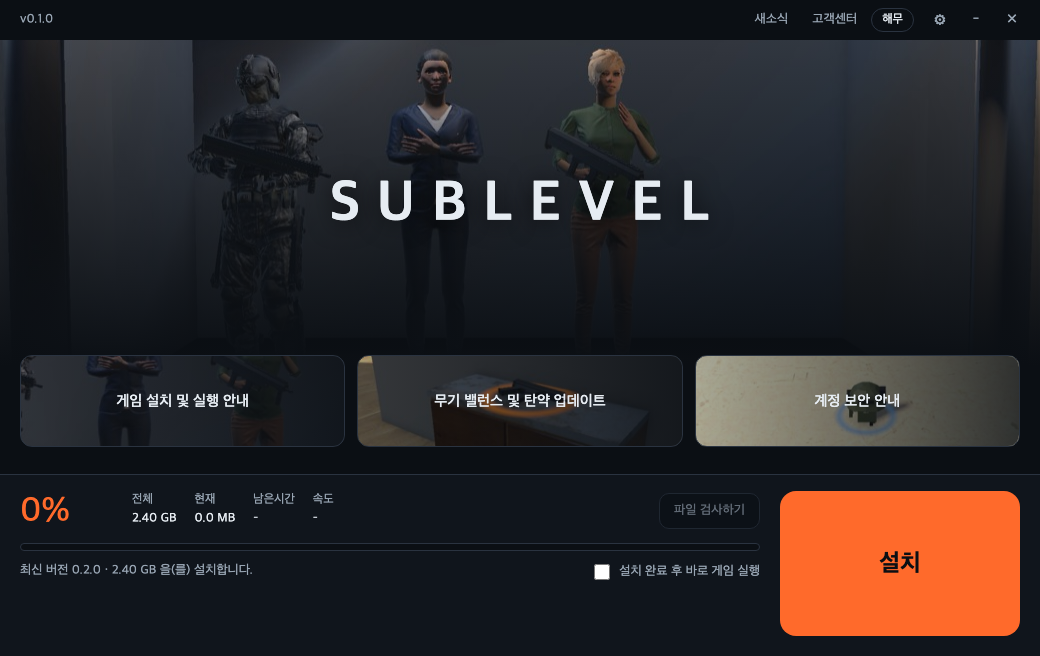 v0.1.0
새소식
고객센터
해무
SUBLEVEL
게임 설치 및 실행 안내
무기 밸런스 및 탄약 업데이트
계정 보안 안내
0%
전체
현재
남은시간
속도
2.40 GB
0.0 MB
-
-
파일 검사하기
설치
최신 버전 0.2.0 · 2.40 GB 을(를) 설치합니다.
설치 완료 후 바로 게임 실행